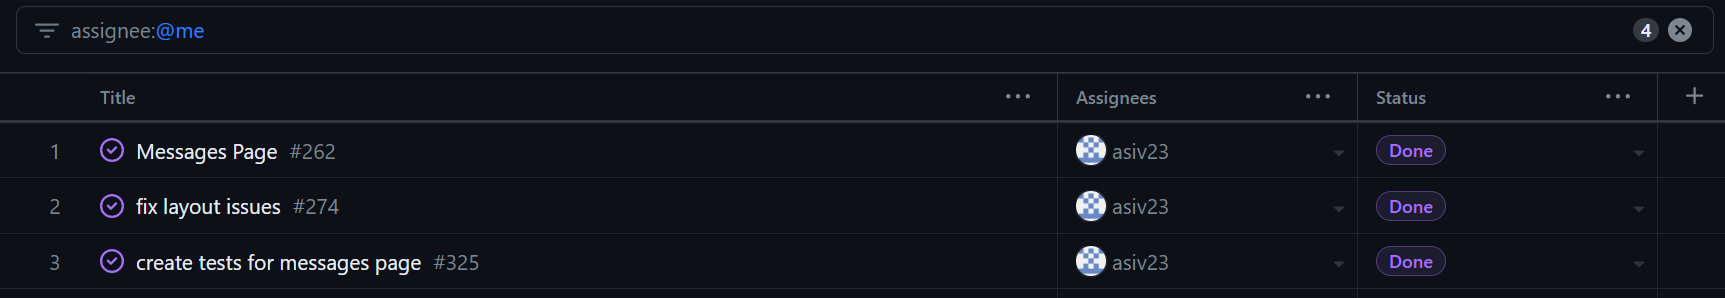 assignee:@me 4
Title ... Assignees ... Status ... +
1 Messages Page #262 asiv23 Done
2 fix layout issues #274 asiv23 Done
3 create tests for messages page #325 asiv23 Done